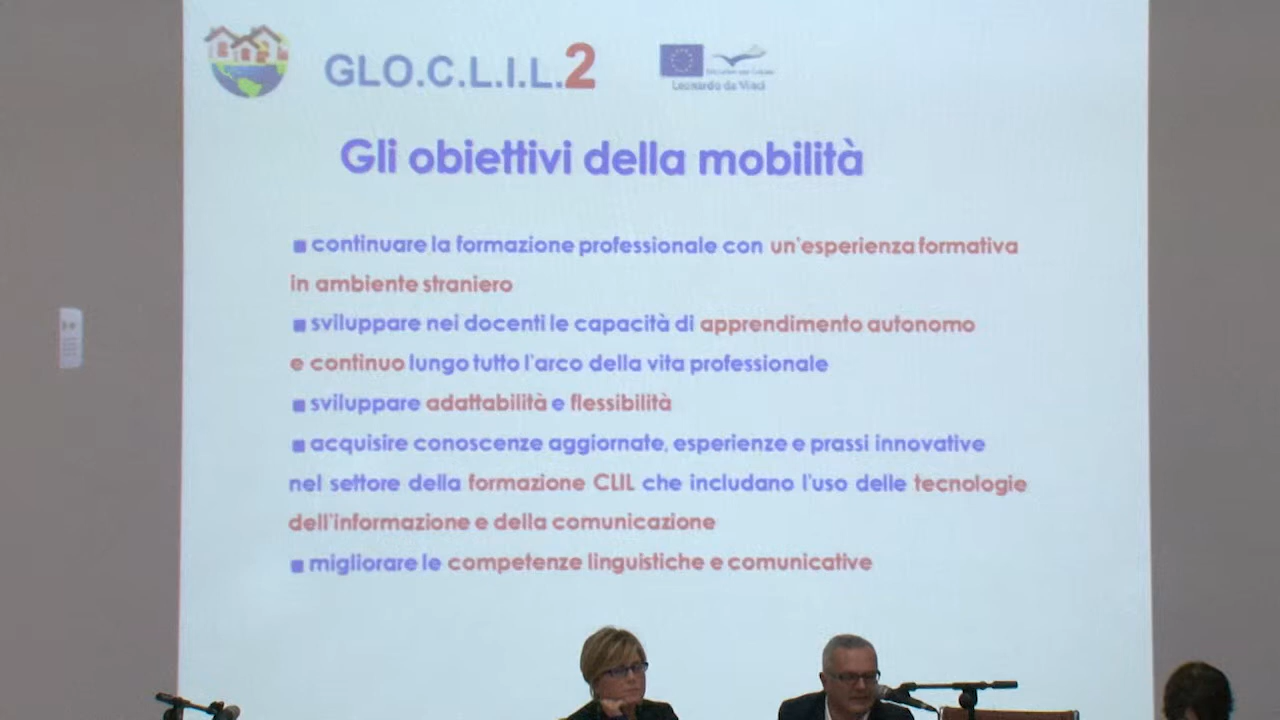 GLO.C.L.I.L.2
Leonardo da Vinci
Gli obiettivi della mobilità
■ continuare la formazione professionale con un'esperienza formativa
in ambiente straniero
■ sviluppare nei docenti le capacità di apprendimento autonomo
e continuo lungo tutto l'arco della vita professionale
■ sviluppare adattabilità e flessibilità
■ acquisire conoscenze aggiornate, esperienze e prassi innovative
nel settore della formazione CLIL che includano l'uso delle tecnologie
dell'informazione e della comunicazione
■ migliorare le competenze linguistiche e comunicative